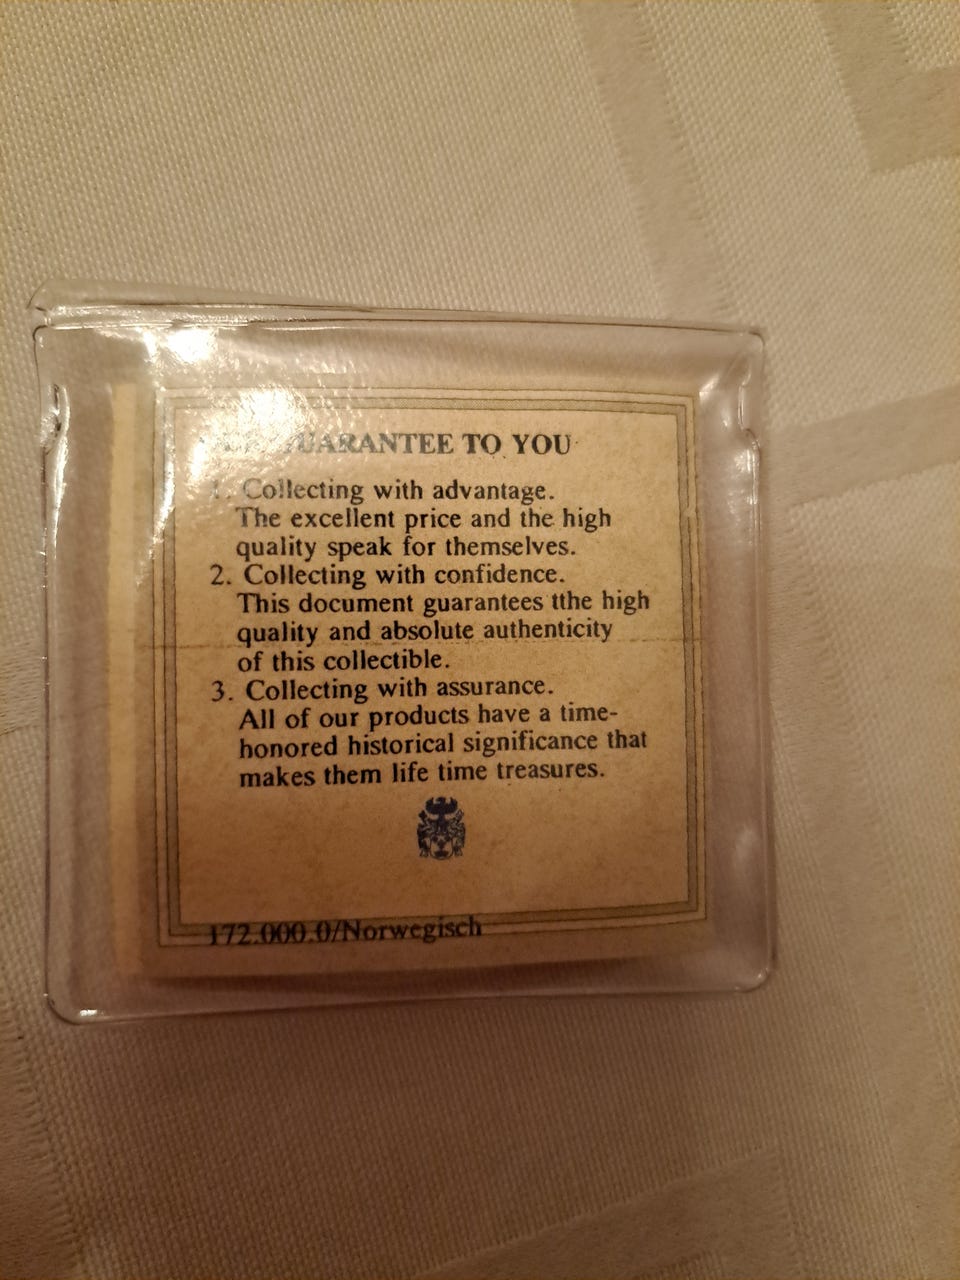 GUARANTEE TO YOU
1. Collecting with advantage.
The excellent price and the high
quality speak for themselves.
2. Collecting with confidence.
This document guarantees tthe high
quality and absolute authenticity
of this collectible.
3. Collecting with assurance.
All of our products have a time-
honored historical significance that
makes them life time treasures.
172.000.0/Norwegisch